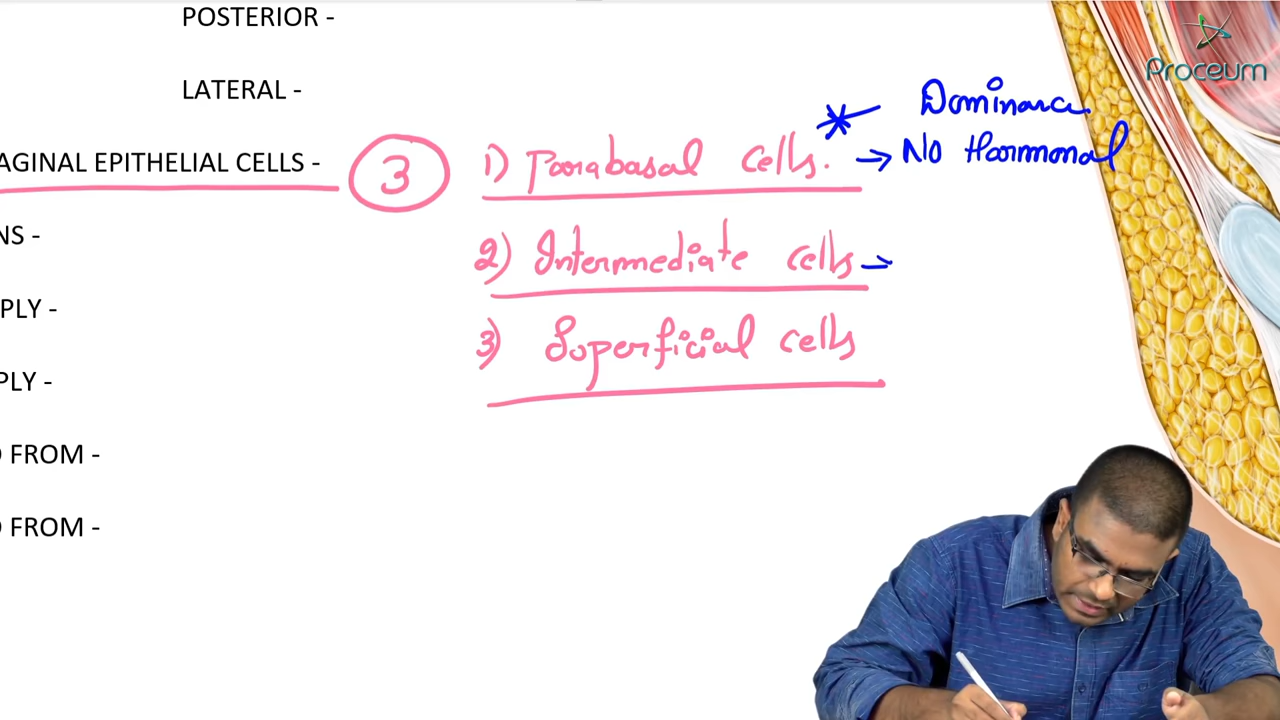 POSTERIOR -
Proceum
LATERAL -
Dominance
AGINAL EPITHELIAL CELLS - 3 1) Parabasal cells. → No Hormonal
NS -
2) Intermediate cells →
PLY -
3) Superficial cells
PLY -
FROM -
FROM -